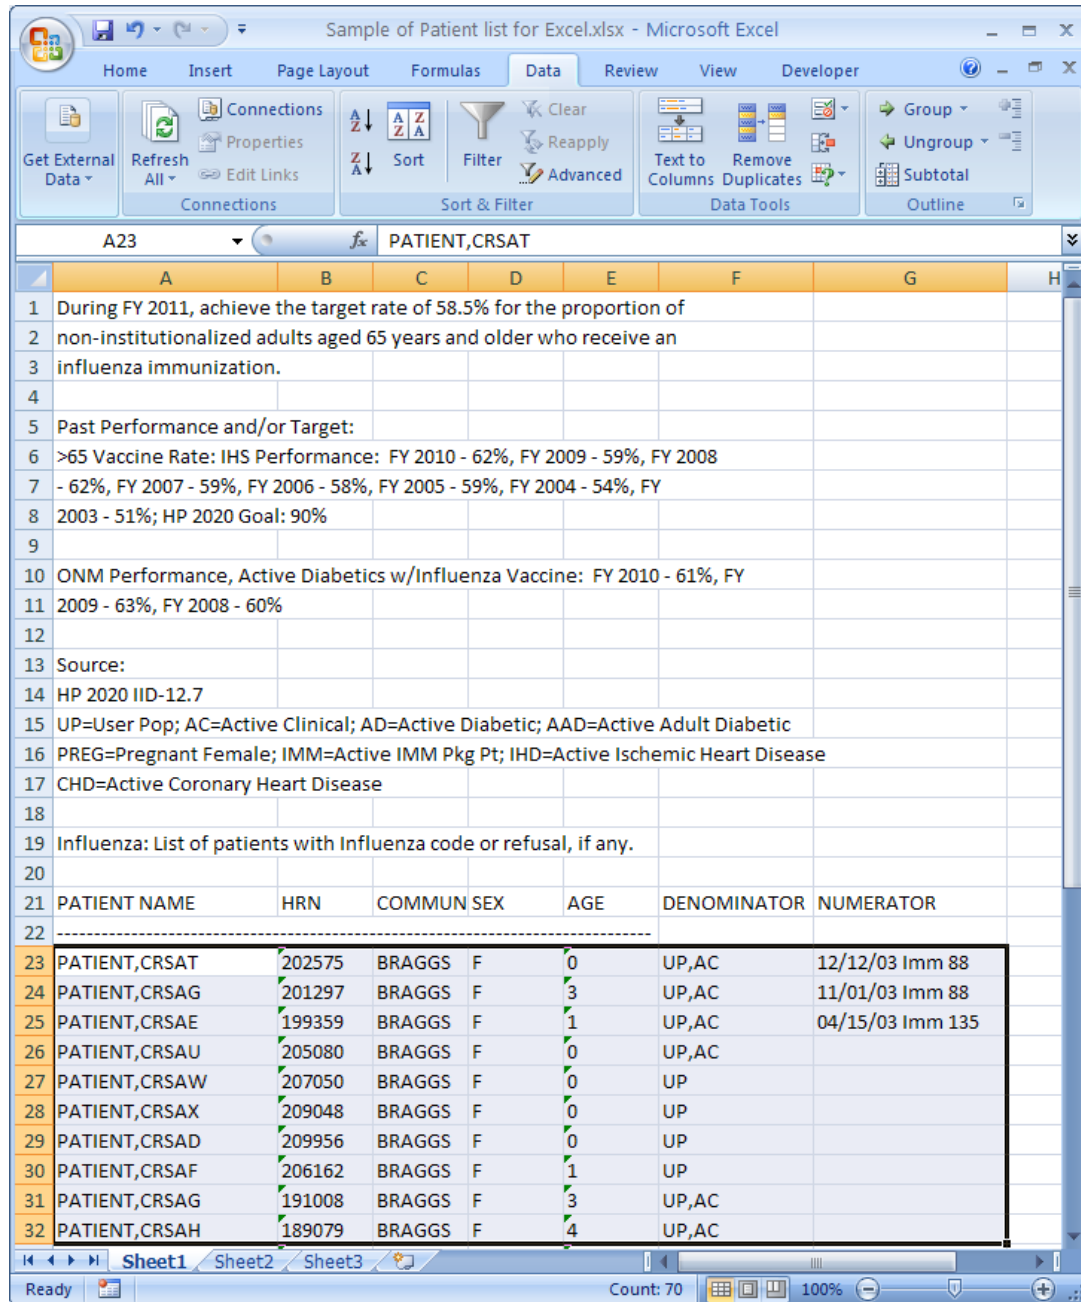 Sample of Patient list for Excel.xlsx - Microsoft Excel
Home Insert Page Layout Formulas Data Review View Developer
Get External Data
Refresh All
Connections
Properties
Edit Links
Connections
Sort
Filter
Clear
Reapply
Advanced
Sort & Filter
Text to Columns
Remove Duplicates
Data Tools
Group
Ungroup
Subtotal
Outline
A23 fx PATIENT,CRSAT
A B C D E F G H
1 During FY 2011, achieve the target rate of 58.5% for the proportion of
2 non-institutionalized adults aged 65 years and older who receive an
3 influenza immunization.
4
5 Past Performance and/or Target:
6 >65 Vaccine Rate: IHS Performance: FY 2010 - 62%, FY 2009 - 59%, FY 2008
7 - 62%, FY 2007 - 59%, FY 2006 - 58%, FY 2005 - 59%, FY 2004 - 54%, FY
8 2003 - 51%; HP 2020 Goal: 90%
9
10 ONM Performance, Active Diabetics w/Influenza Vaccine: FY 2010 - 61%, FY
11 2009 - 63%, FY 2008 - 60%
12
13 Source:
14 HP 2020 IID-12.7
15 UP=User Pop; AC=Active Clinical; AD=Active Diabetic; AAD=Active Adult Diabetic
16 PREG=Pregnant Female; IMM=Active IMM Pkg Pt; IHD=Active Ischemic Heart Disease
17 CHD=Active Coronary Heart Disease
18
19 Influenza: List of patients with Influenza code or refusal, if any.
20
21 PATIENT NAME HRN COMMUN SEX AGE DENOMINATOR NUMERATOR
22 -------------------------------------------------------------------------------
23 PATIENT,CRSAT 202575 BRAGGS F 0 UP,AC 12/12/03 Imm 88
24 PATIENT,CRSAG 201297 BRAGGS F 3 UP,AC 11/01/03 Imm 88
25 PATIENT,CRSAE 199359 BRAGGS F 1 UP,AC 04/15/03 Imm 135
26 PATIENT,CRSAU 205080 BRAGGS F 0 UP,AC
27 PATIENT,CRSAW 207050 BRAGGS F 0 UP
28 PATIENT,CRSAX 209048 BRAGGS F 0 UP
29 PATIENT,CRSAD 209956 BRAGGS F 0 UP
30 PATIENT,CRSAF 206162 BRAGGS F 1 UP
31 PATIENT,CRSAG 191008 BRAGGS F 3 UP,AC
32 PATIENT,CRSAH 189079 BRAGGS F 4 UP,AC
Sheet1 Sheet2 Sheet3
Ready Count: 70 100%